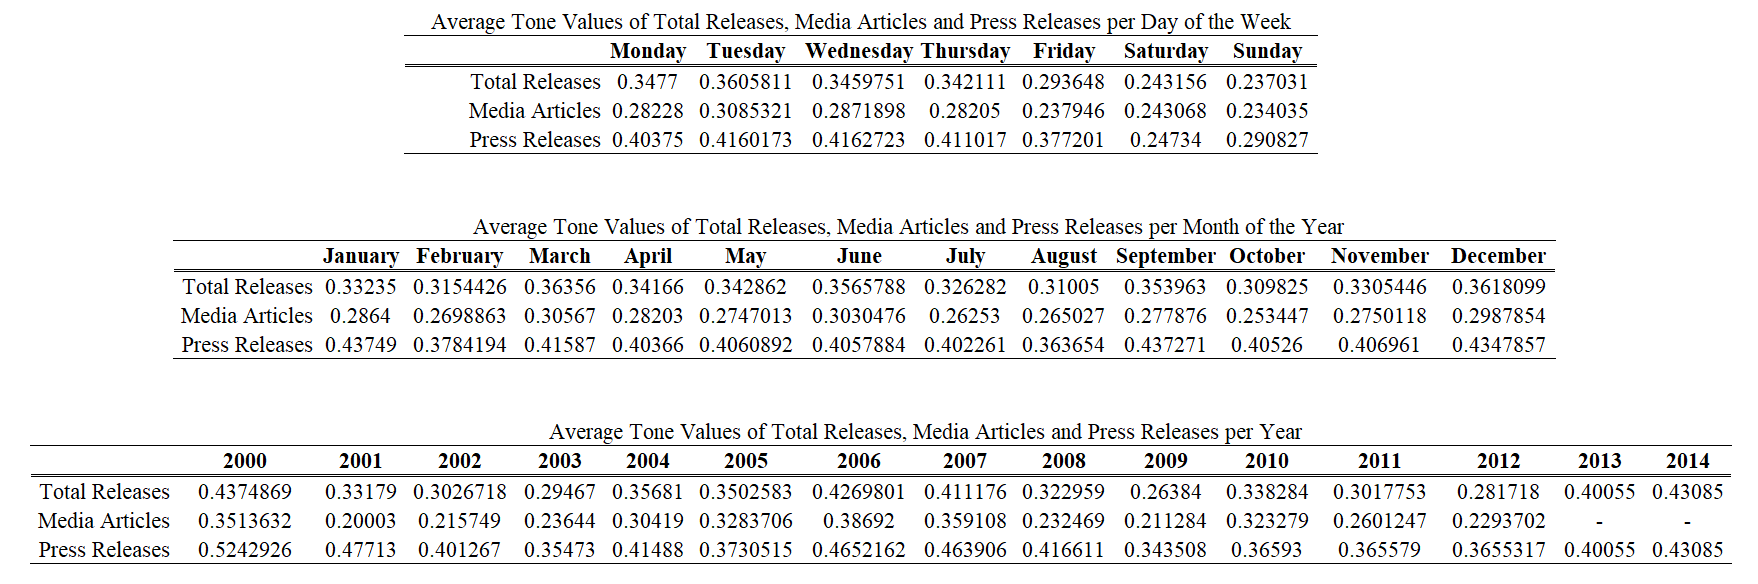 Average Tone Values of Total Releases, Media Articles and Press Releases per Day of the Week
Monday Tuesday Wednesday Thursday Friday Saturday Sunday
Total Releases 0.3477 0.3605811 0.3459751 0.342111 0.293648 0.243156 0.237031
Media Articles 0.28228 0.3085321 0.2871898 0.28205 0.237946 0.243068 0.234035
Press Releases 0.40375 0.4160173 0.4162723 0.411017 0.377201 0.24734 0.290827
Average Tone Values of Total Releases, Media Articles and Press Releases per Month of the Year
January February March April May June July August September October November December
Total Releases 0.33235 0.3154426 0.36356 0.34166 0.342862 0.3565788 0.326282 0.31005 0.353963 0.309825 0.3305446 0.3618099
Media Articles 0.2864 0.2698863 0.30567 0.28203 0.2747013 0.3030476 0.26253 0.265027 0.277876 0.253447 0.2750118 0.2987854
Press Releases 0.43749 0.3784194 0.41587 0.40366 0.4060892 0.4057884 0.402261 0.363654 0.437271 0.40526 0.406961 0.4347857
Average Tone Values of Total Releases, Media Articles and Press Releases per Year
2000 2001 2002 2003 2004 2005 2006 2007 2008 2009 2010 2011 2012 2013 2014
Total Releases 0.4374869 0.33179 0.3026718 0.29467 0.35681 0.3502583 0.4269801 0.411176 0.322959 0.26384 0.338284 0.3017753 0.281718 0.40055 0.43085
Media Articles 0.3513632 0.20003 0.215749 0.23644 0.30419 0.3283706 0.38692 0.359108 0.232469 0.211284 0.323279 0.2601247 0.2293702 - -
Press Releases 0.5242926 0.47713 0.401267 0.35473 0.41488 0.3730515 0.4652162 0.463906 0.416611 0.343508 0.36593 0.365579 0.3655317 0.40055 0.43085